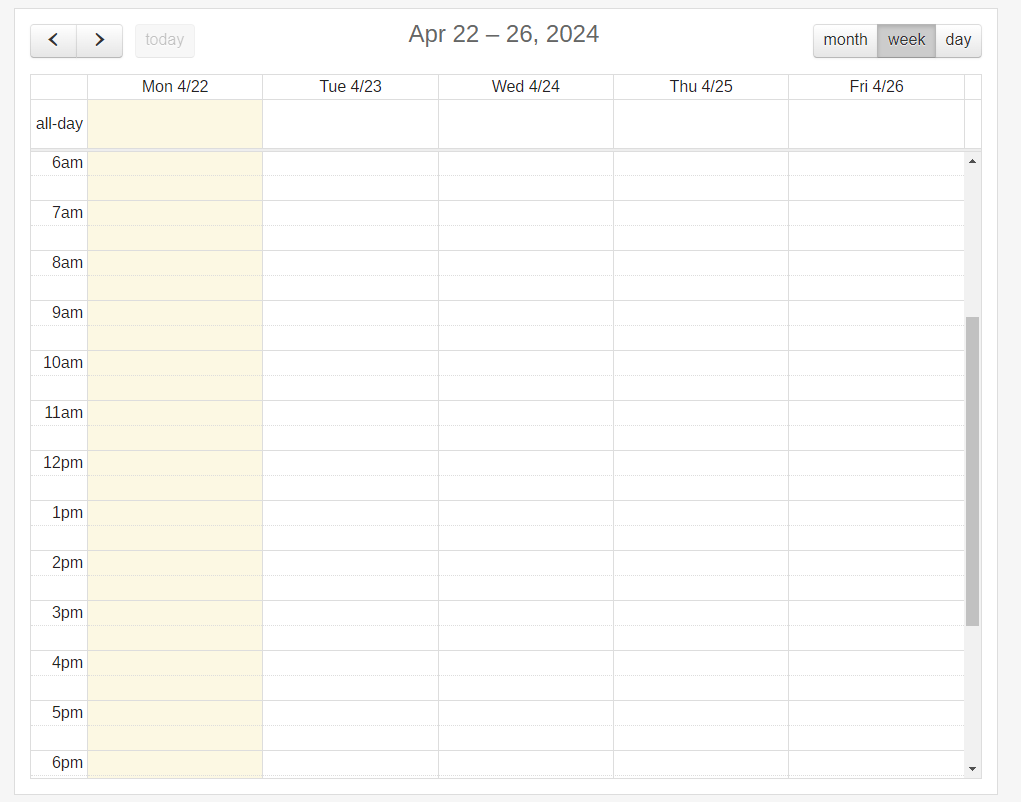 today
Apr 22 – 26, 2024
month week day
Mon 4/22 Tue 4/23 Wed 4/24 Thu 4/25 Fri 4/26
all-day
6am
7am
8am
9am
10am
11am
12pm
1pm
2pm
3pm
4pm
5pm
6pm